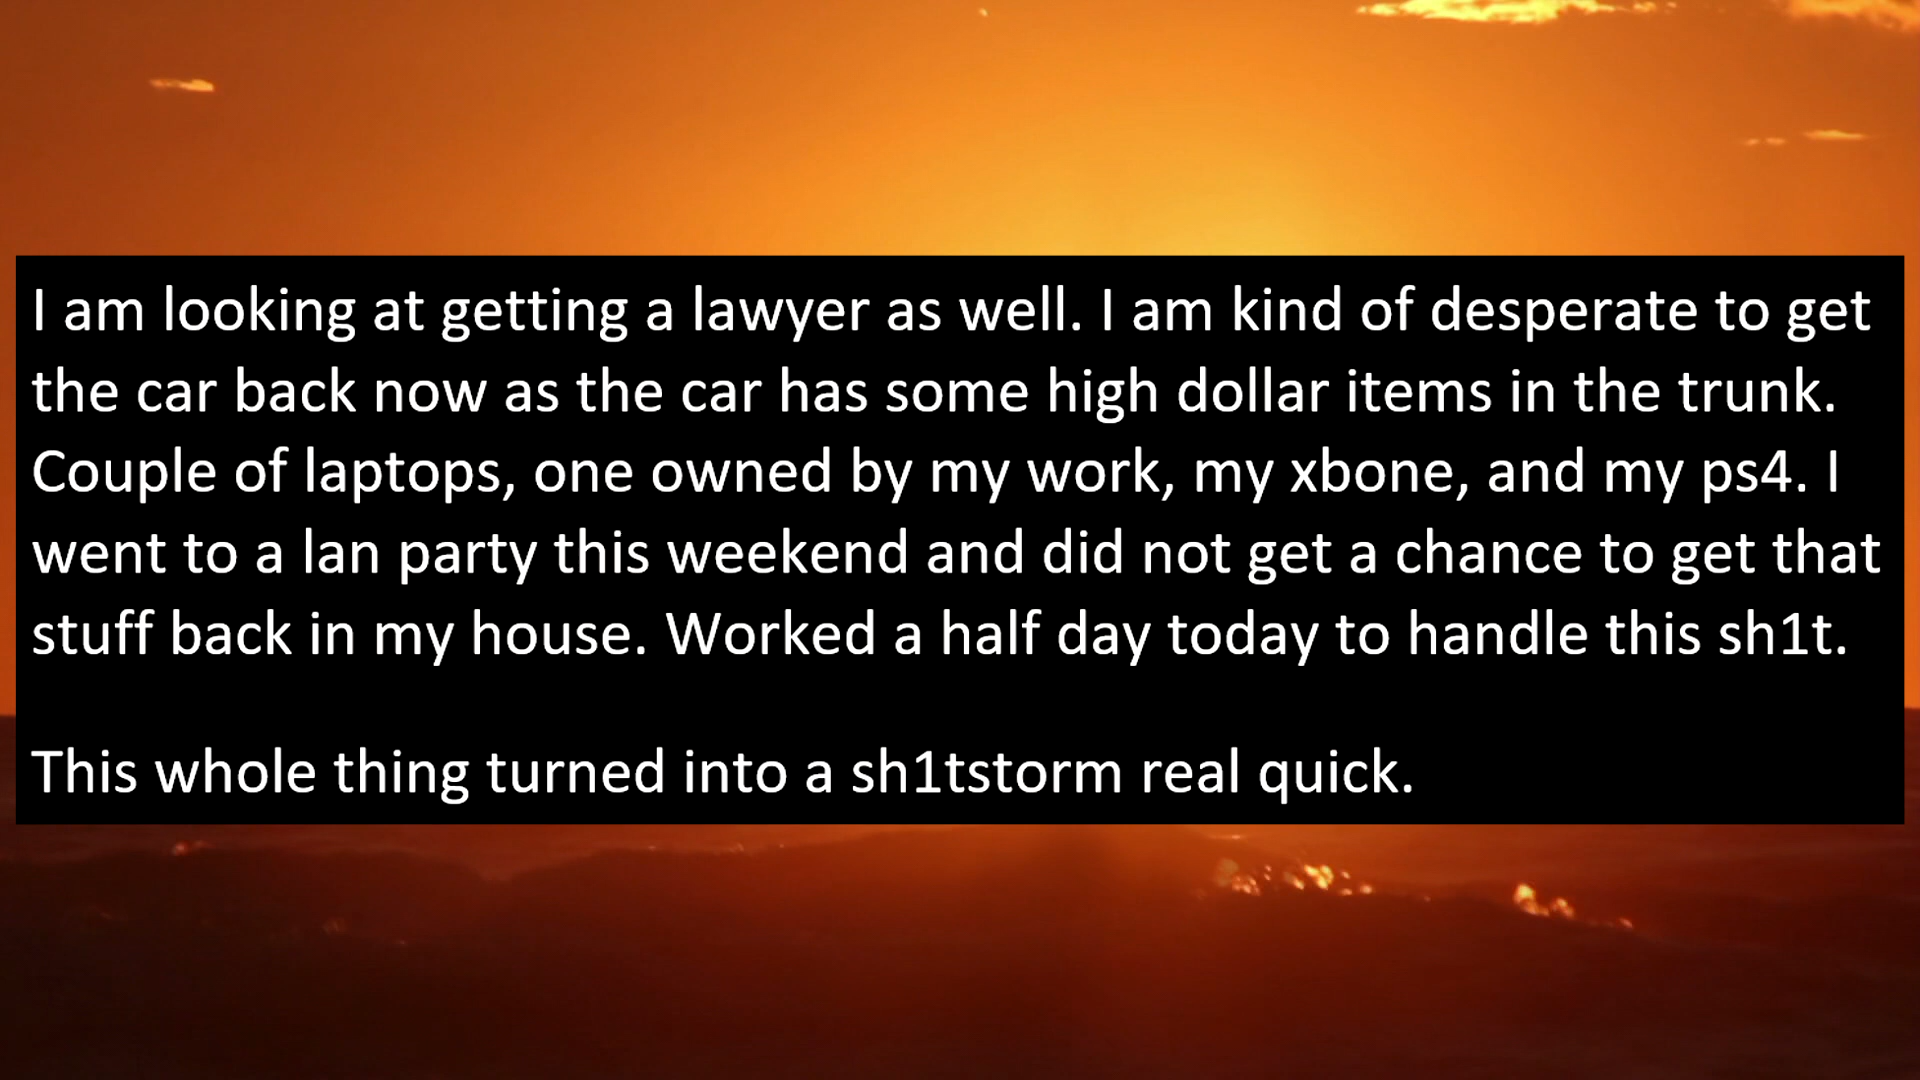 I am looking at getting a lawyer as well. I am kind of desperate to get
the car back now as the car has some high dollar items in the trunk.
Couple of laptops, one owned by my work, my xbone, and my ps4. I
went to a lan party this weekend and did not get a chance to get that
stuff back in my house. Worked a half day today to handle this sh1t.
This whole thing turned into a sh1tstorm real quick.